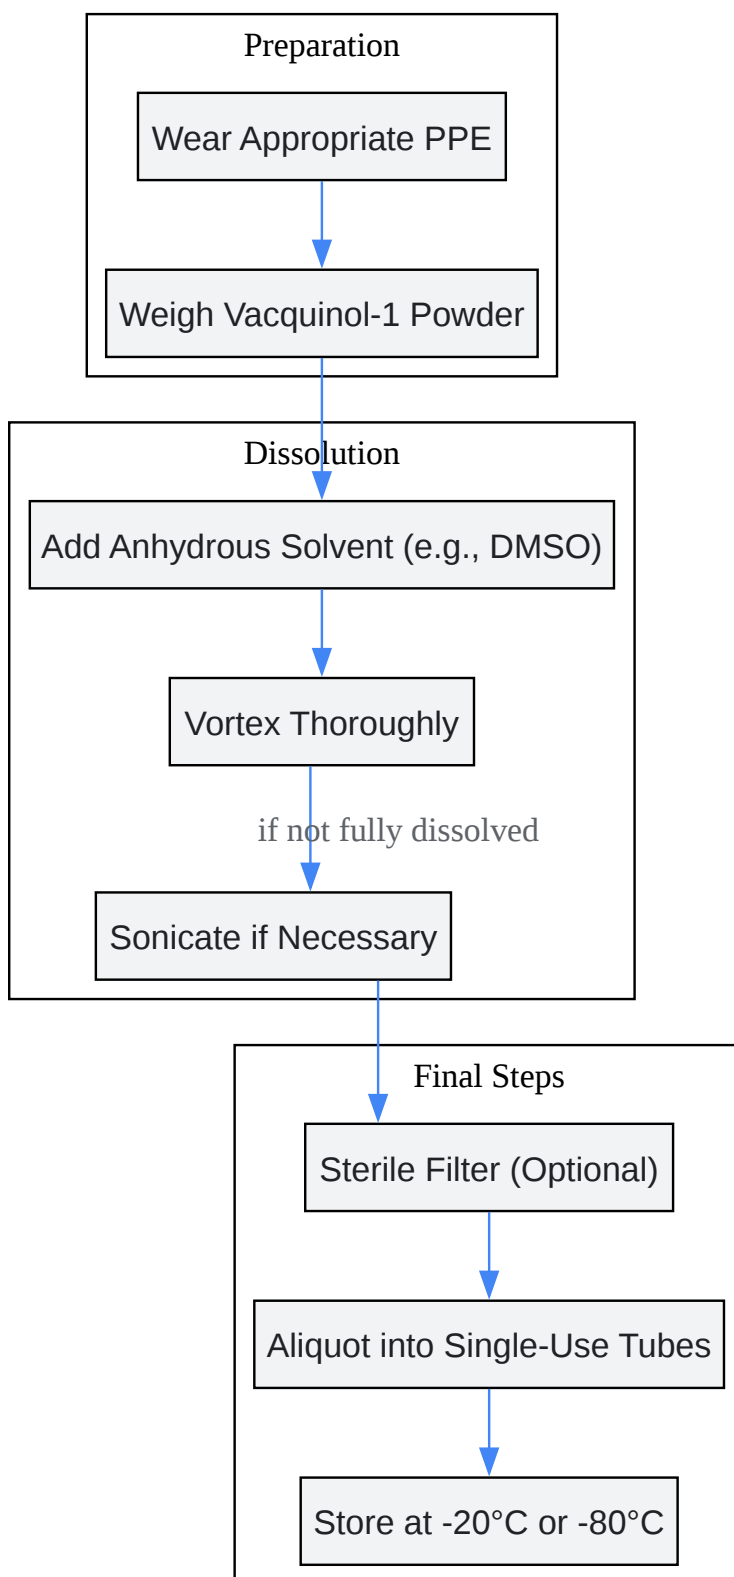 Preparation
Wear Appropriate PPE
Weigh Vacquinol-1 Powder
Dissolution
Add Anhydrous Solvent (e.g., DMSO)
Vortex Thoroughly
if not fully dissolved
Sonicate if Necessary
Final Steps
Sterile Filter (Optional)
Aliquot into Single-Use Tubes
Store at -20°C or -80°C